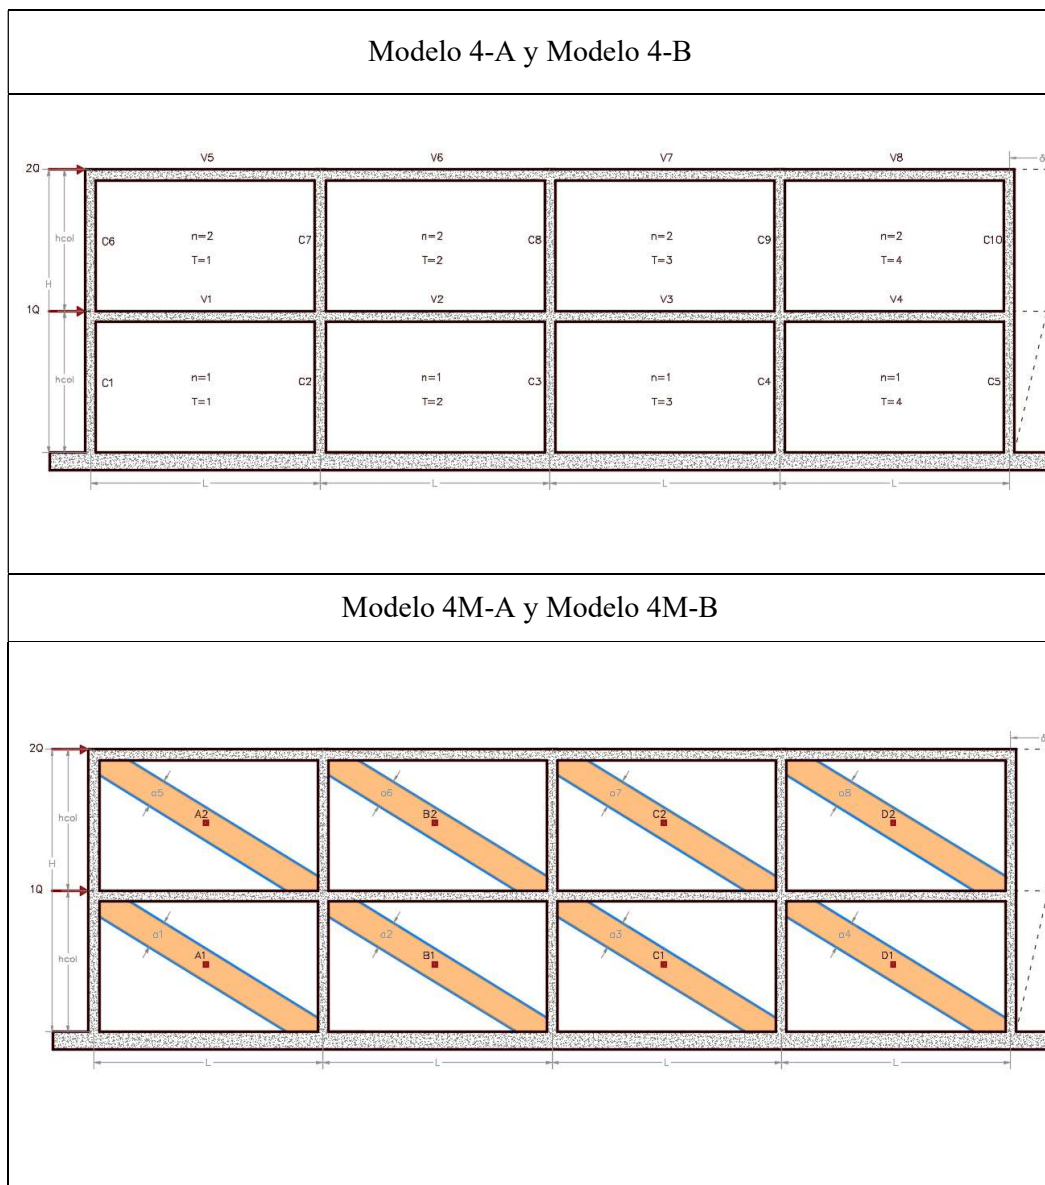 Modelo 4-A y Modelo 4-B
V5 V6 V7 V8
2Q δ
hcol C6 n=2 C7 n=2 C8 n=2 C9 n=2 C10
T=1 T=2 T=3 T=4
H
1Q V1 V2 V3 V4
hcol C1 n=1 C2 n=1 C3 n=1 C4 n=1 C5
T=1 T=2 T=3 T=4
L L L L
Modelo 4M-A y Modelo 4M-B
2Q δ
a5 a6 a7 a8
hcol A2 B2 C2 D2
H
1Q
a1 a2 a3 a4
hcol A1 B1 C1 D1
L L L L